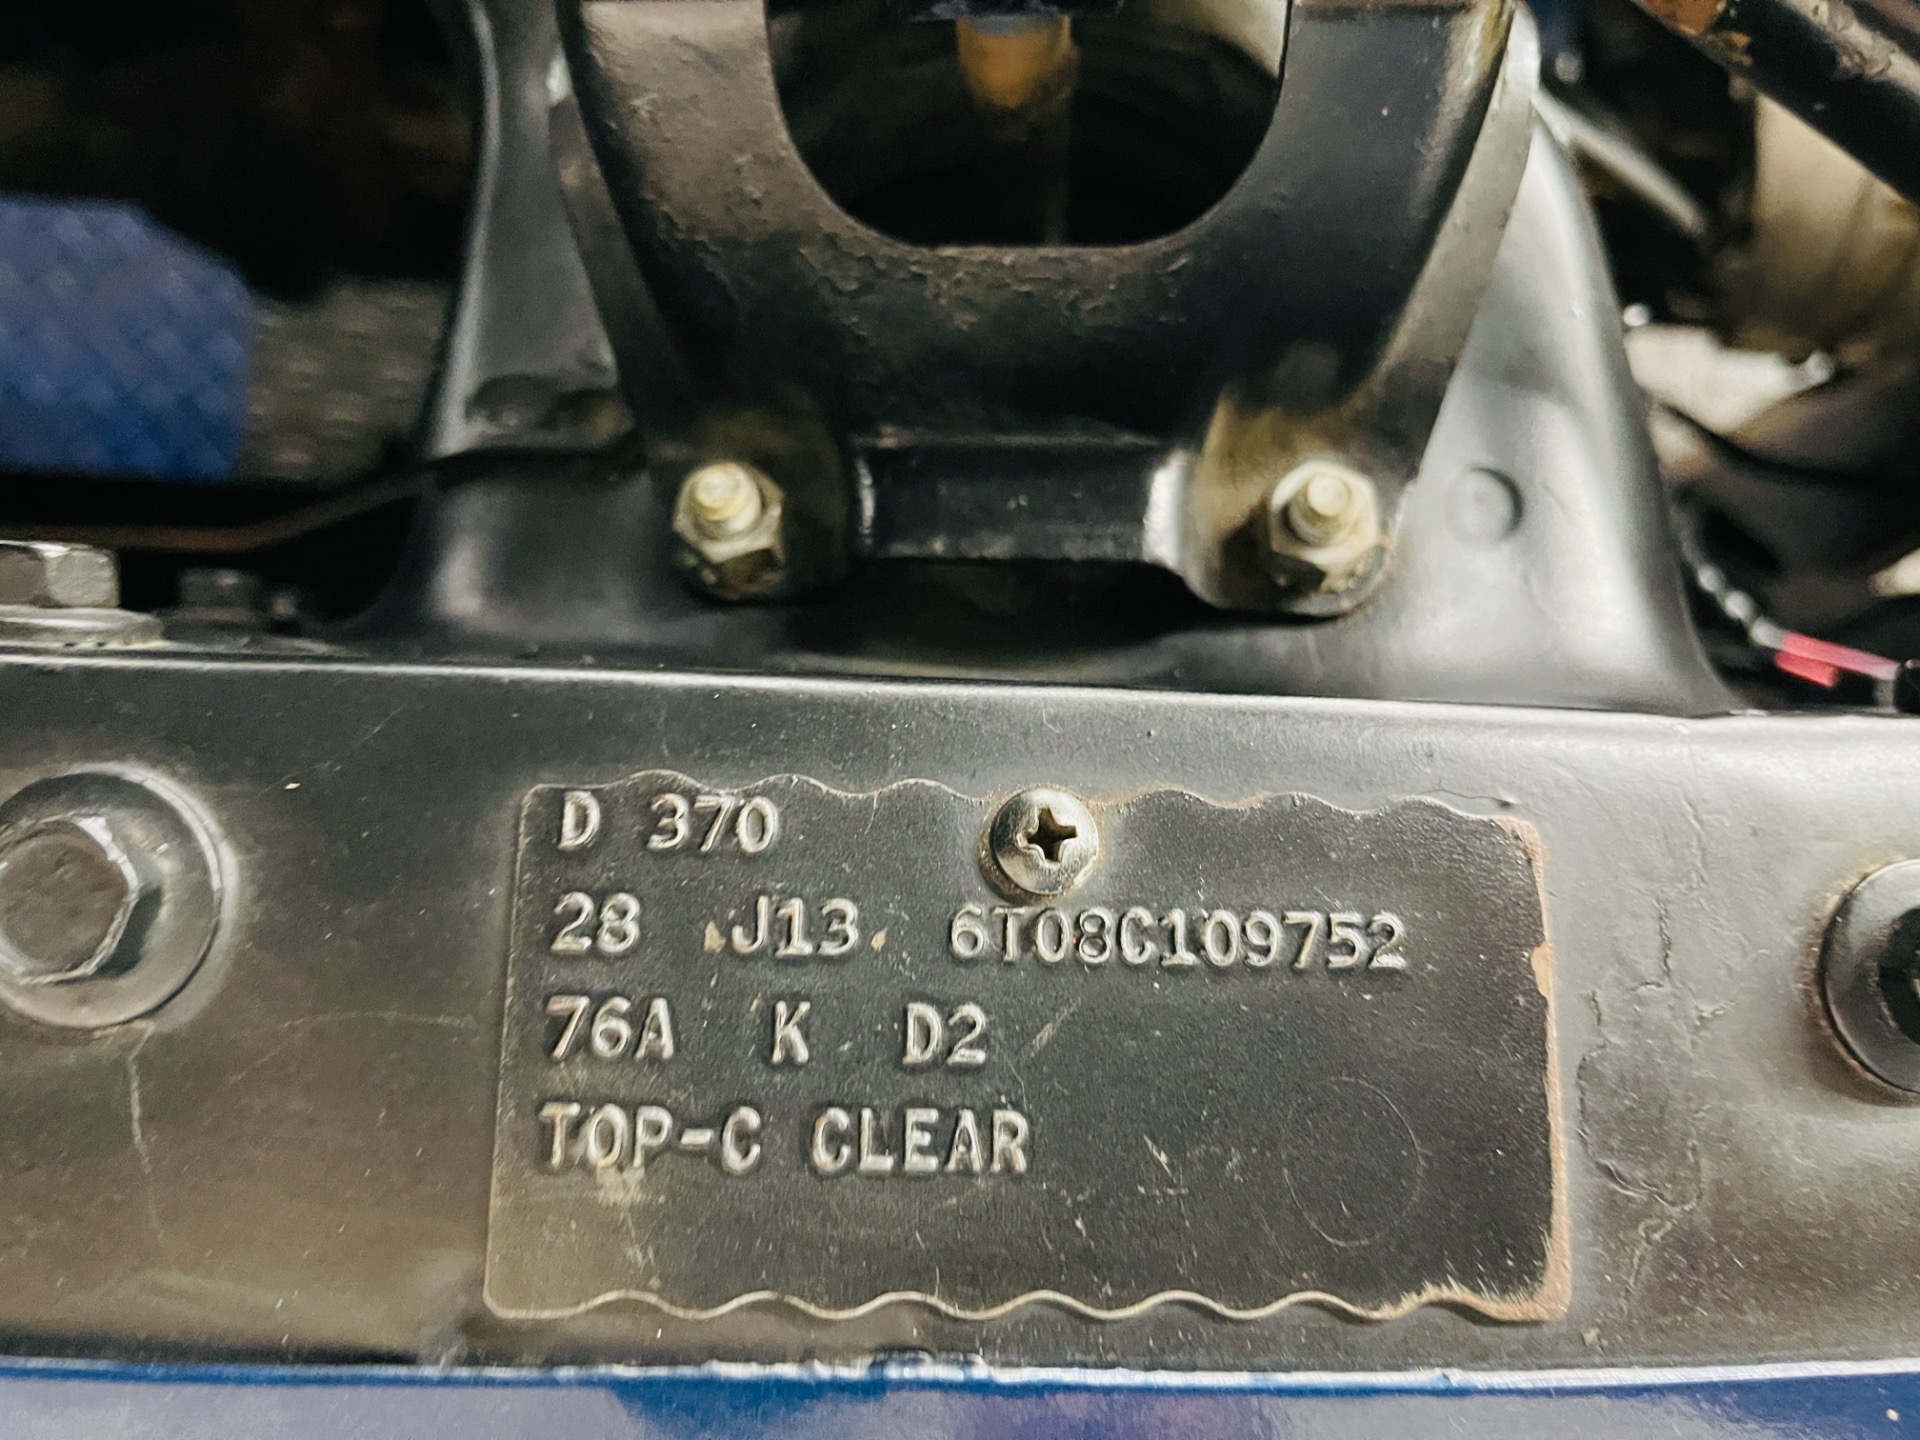 D 370
28 J13 6T08C109752
76A K D2
TOP-C CLEAR